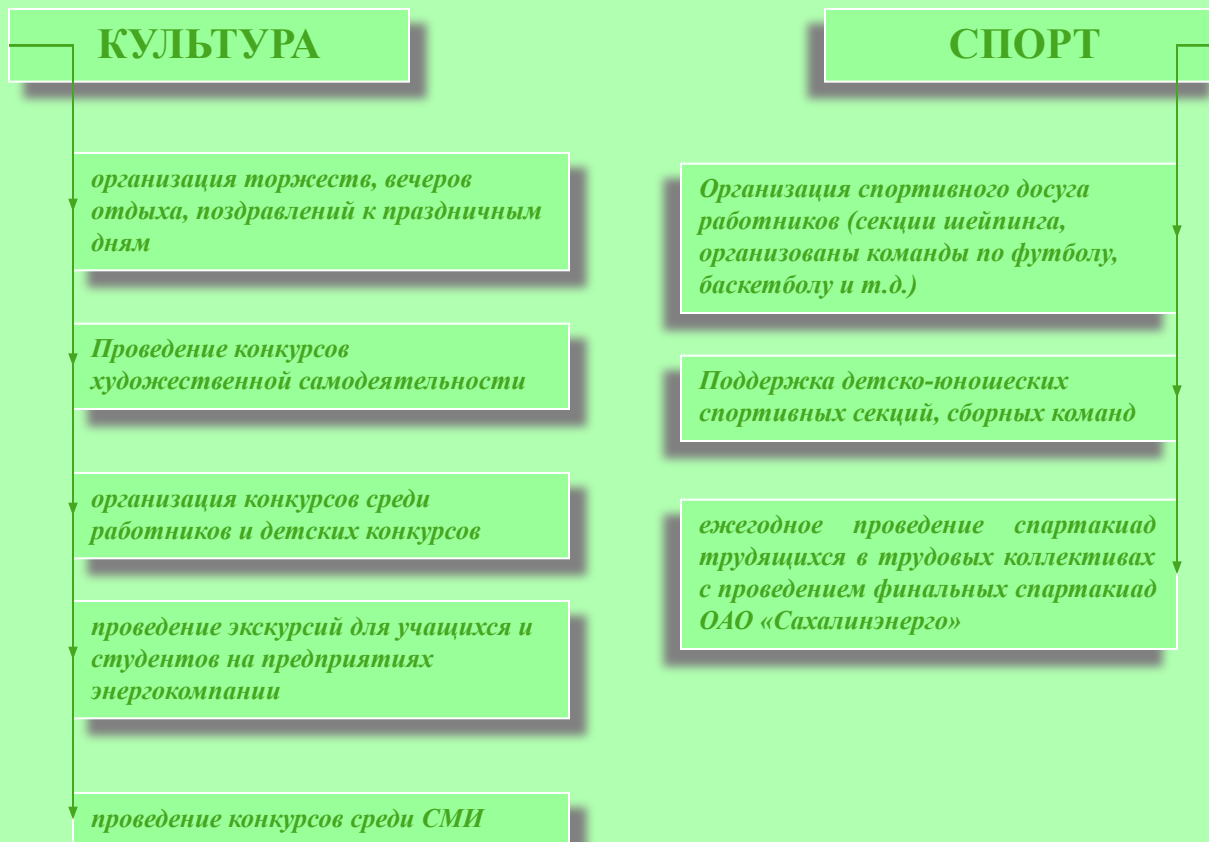 КУЛЬТУРА
организация торжеств, вечеров
отдыха, поздравлений к праздничным
дням
Проведение конкурсов
художественной самодеятельности
организация конкурсов среди
работников и детских конкурсов
проведение экскурсий для учащихся и
студентов на предприятиях
энергокомпании
проведение конкурсов среди СМИ
СПОРТ
Организация спортивного досуга
работников (секции шейпинга,
организованы команды по футболу,
баскетболу и т.д.)
Поддержка детско-юношеских
спортивных секций, сборных команд
ежегодное проведение спартакиад
трудящихся в трудовых коллективах
с проведением финальных спартакиад
ОАО «Сахалинэнерго»